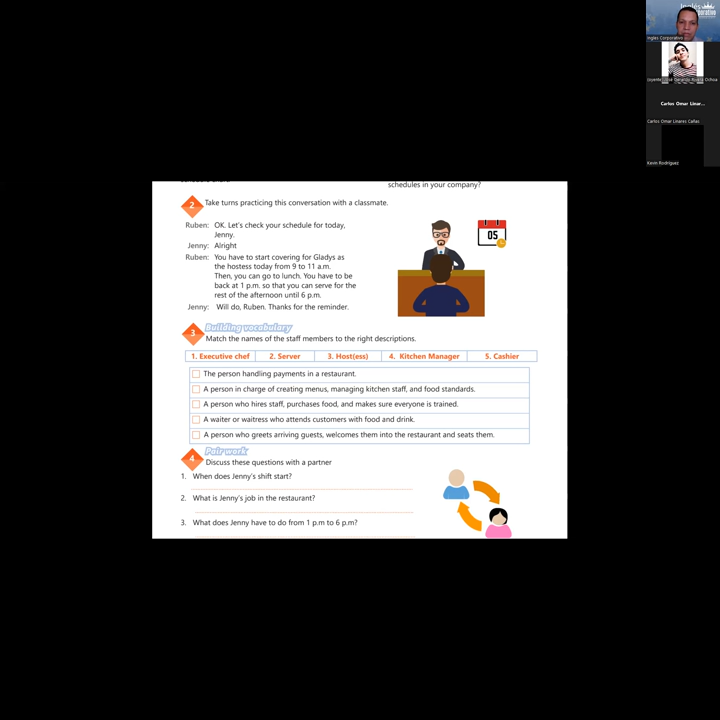 Inglés
Corporativo
Ingles Corporativo
Carlos Omar Linar...
Carlos Omar Linares Cañas
Kevin Rodriguez
schedules in your company?
2 Take turns practicing this conversation with a classmate.
Ruben: OK. Let's check your schedule for today,
Jenny.
Jenny: Alright
Ruben: You have to start covering for Gladys as
the hostess today from 9 to 11 a.m.
Then, you can go to lunch. You have to be
back at 1 p.m. so that you can serve for the
rest of the afternoon until 6 p.m.
Jenny: Will do, Ruben. Thanks for the reminder.
05
3 Building vocabulary
Match the names of the staff members to the right descriptions.
1. Executive chef 2. Server 3. Host(ess) 4. Kitchen Manager 5. Cashier
The person handling payments in a restaurant.
A person in charge of creating menus, managing kitchen staff, and food standards.
A person who hires staff, purchases food, and makes sure everyone is trained.
A waiter or waitress who attends customers with food and drink.
A person who greets arriving guests, welcomes them into the restaurant and seats them.
4 Pair work
Discuss these questions with a partner
1. When does Jenny's shift start?
2. What is Jenny's job in the restaurant?
3. What does Jenny have to do from 1 p.m to 6 p.m?